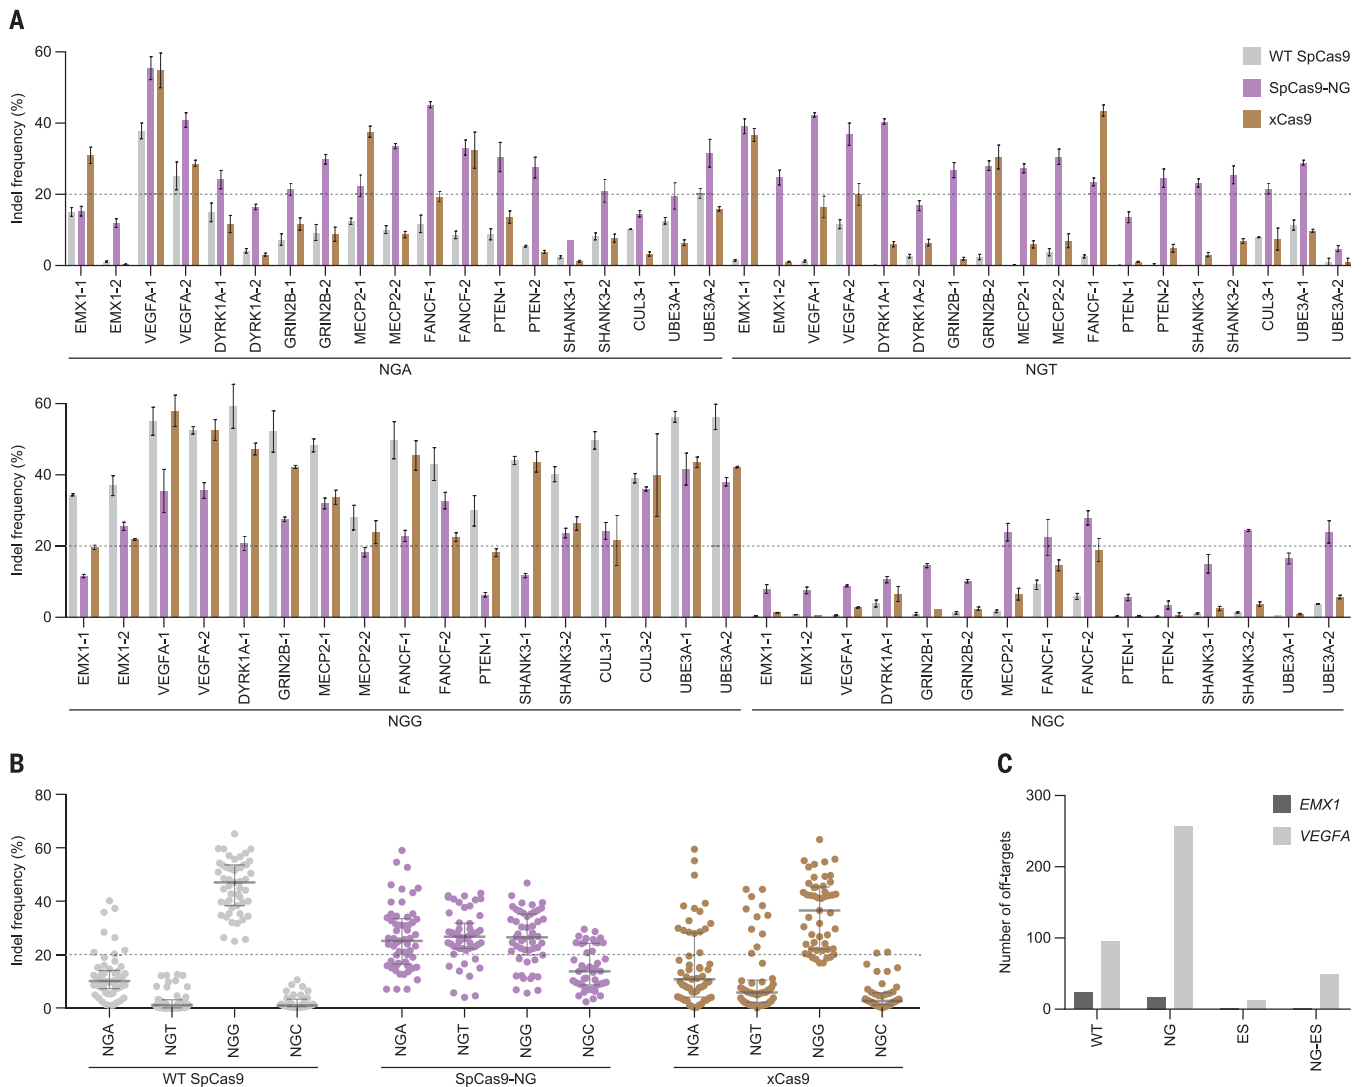 A
Indel frequency (%)
60
40
20
0
WT SpCas9
SpCas9-NG
xCas9
EMX1-1
EMX1-2
VEGFA-1
VEGFA-2
DYRK1A-1
DYRK1A-2
GRIN2B-1
GRIN2B-2
MECP2-1
MECP2-2
FANCF-1
FANCF-2
PTEN-1
PTEN-2
SHANK3-1
SHANK3-2
CUL3-1
UBE3A-1
UBE3A-2
EMX1-1
EMX1-2
VEGFA-1
VEGFA-2
DYRK1A-1
DYRK1A-2
GRIN2B-1
GRIN2B-2
MECP2-1
MECP2-2
FANCF-1
PTEN-1
PTEN-2
SHANK3-1
SHANK3-2
CUL3-1
UBE3A-1
UBE3A-2
NGA
NGT
Indel frequency (%)
60
40
20
0
EMX1-1
EMX1-2
VEGFA-1
VEGFA-2
DYRK1A-1
GRIN2B-1
MECP2-1
MECP2-2
FANCF-1
FANCF-2
PTEN-1
SHANK3-1
SHANK3-2
CUL3-1
CUL3-2
UBE3A-1
UBE3A-2
EMX1-1
EMX1-2
VEGFA-1
DYRK1A-1
GRIN2B-1
GRIN2B-2
MECP2-1
FANCF-1
FANCF-2
PTEN-1
PTEN-2
SHANK3-1
SHANK3-2
UBE3A-1
UBE3A-2
NGG
NGC
B
Indel frequency (%)
80
60
40
20
0
NGA
NGT
NGG
NGC
NGA
NGT
NGG
NGC
NGA
NGT
NGG
NGC
WT SpCas9
SpCas9-NG
xCas9
C
Number of off-targets
300
200
100
0
EMX1
VEGFA
WT
NG
ES
NG-ES